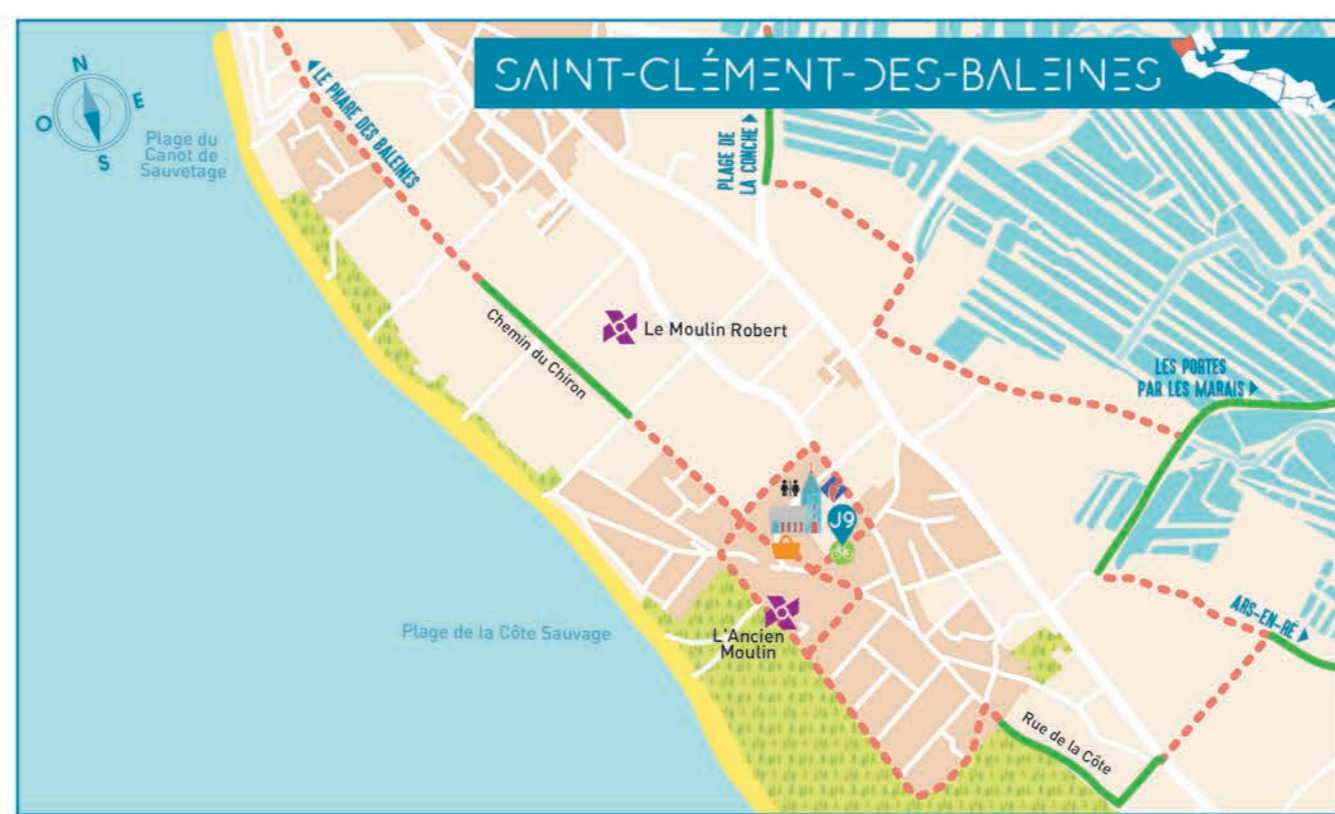 SAINT-CLÉMENT-DES-BALEINES
N
E
O
S
Plage du
Canot de
Sauvetage
◀LE PHARE DES BALEINES
PLAGE DE
LA CONCHE▶
Chemin du Chiron
Le Moulin Robert
LES PORTES
PAR LES MARAIS▶
J9
ARS-EN-RÉ▶
Plage de la Côte Sauvage
L'Ancien
Moulin
Rue de la Côte